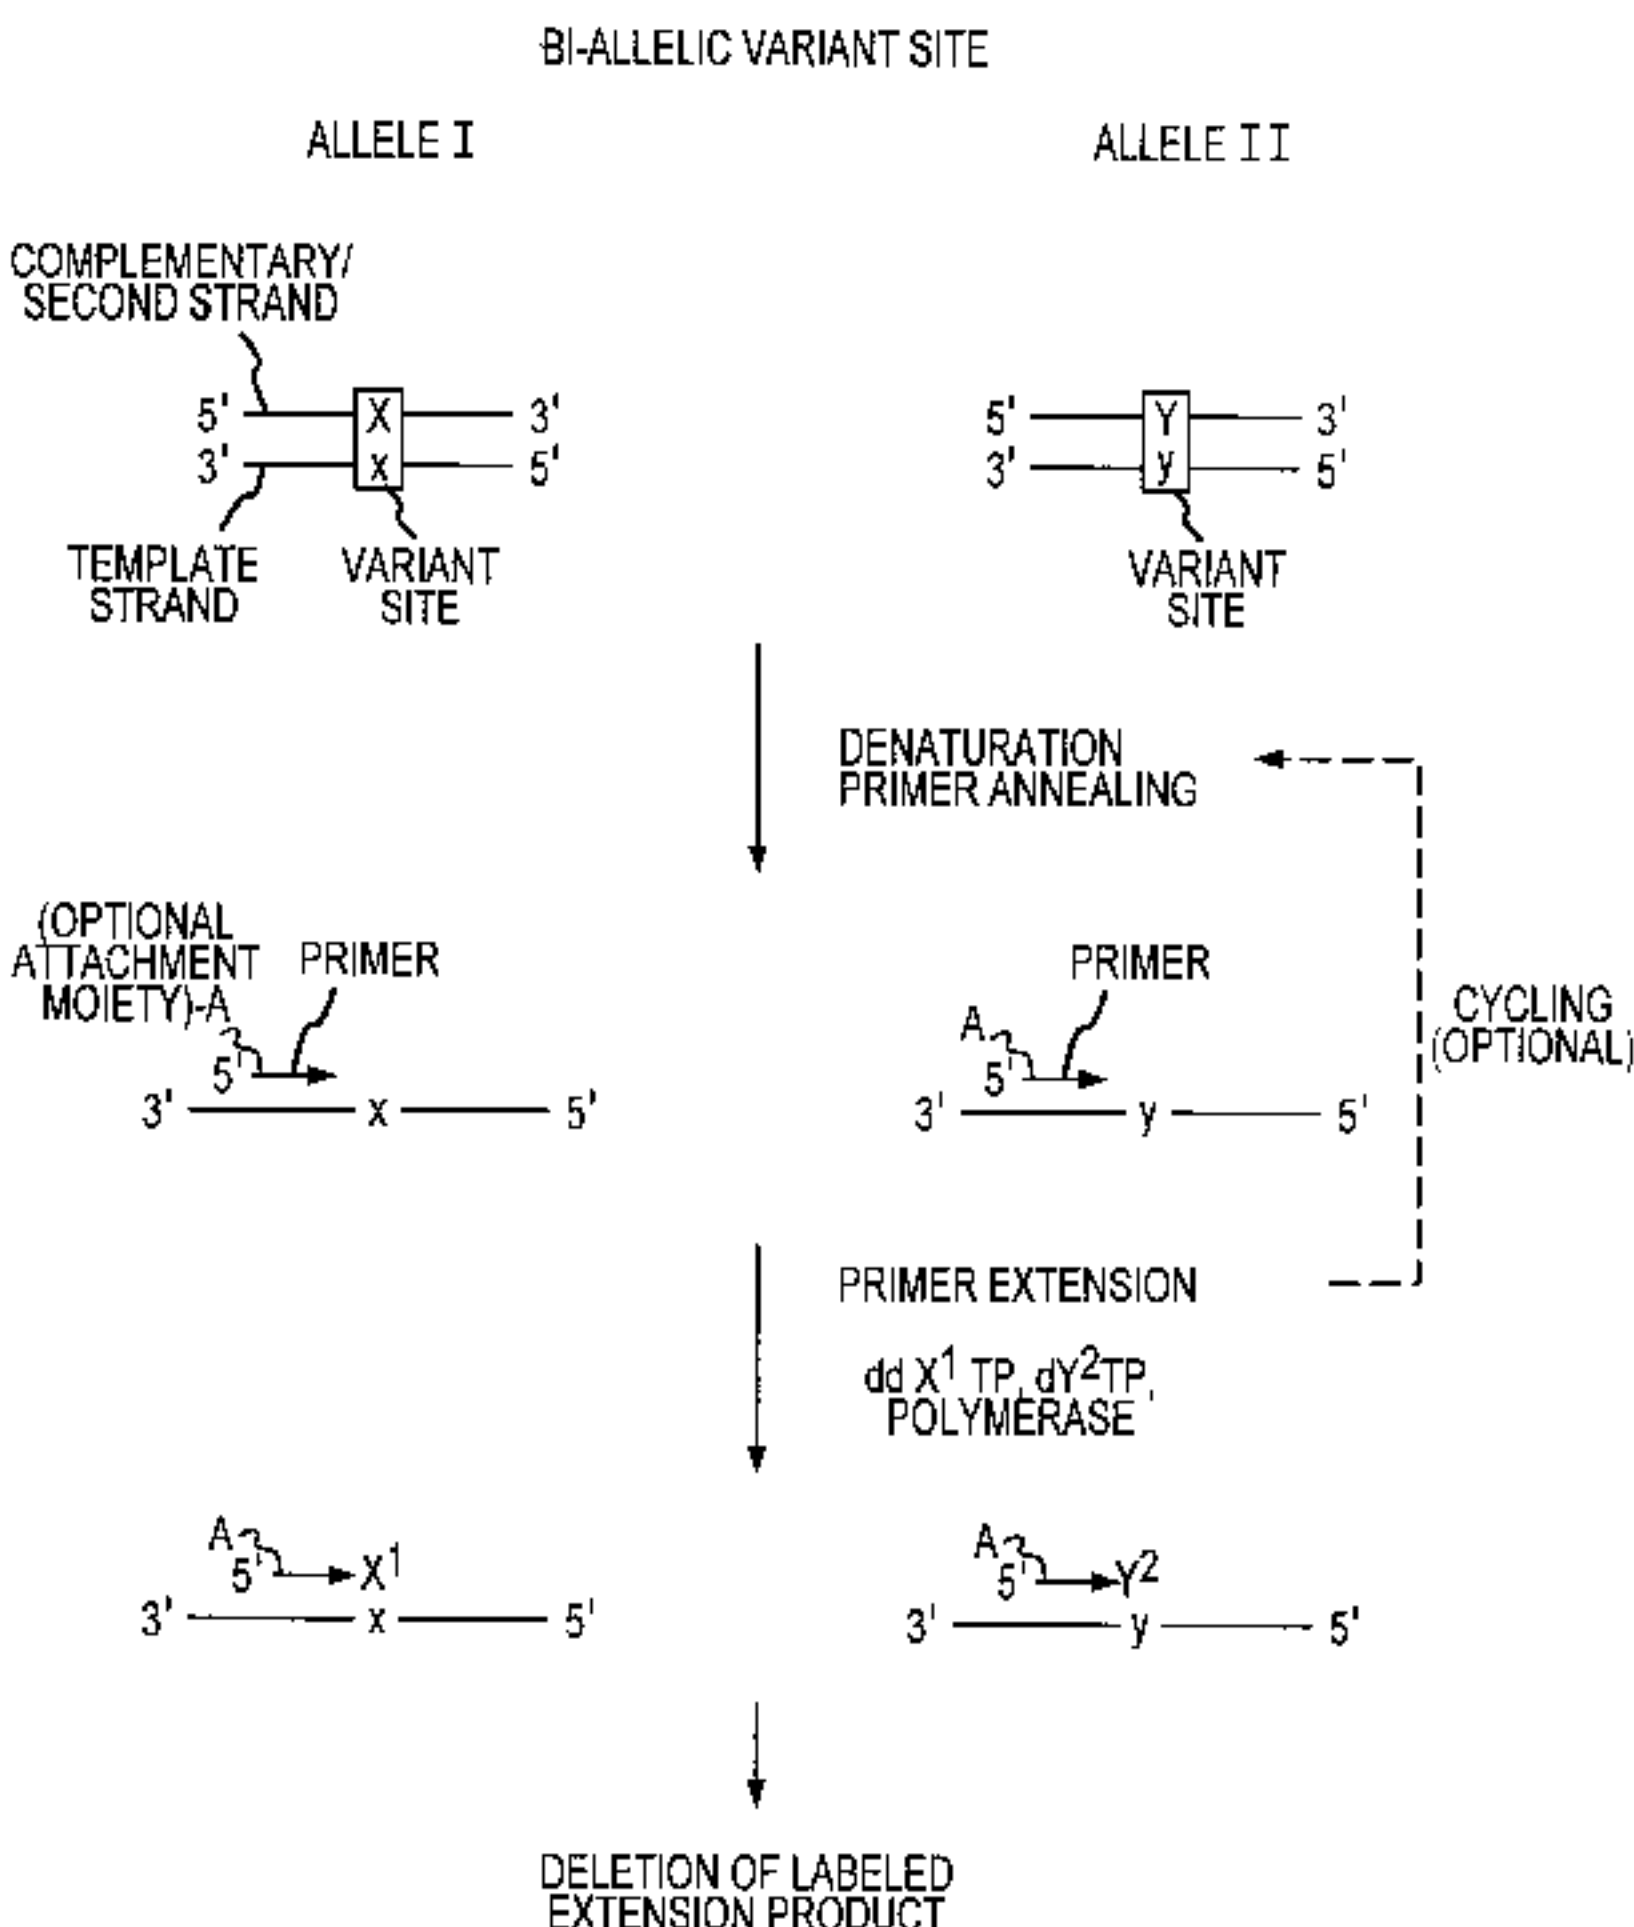 BI-ALLELIC VARIANT SITE
ALLELE I
ALLELE II
COMPLEMENTARY/
SECOND STRAND
5' X 3'
3' x 5'
TEMPLATE
STRAND
VARIANT
SITE
5' Y 3'
3' y 5'
VARIANT
SITE
DENATURATION
PRIMER ANNEALING
(OPTIONAL
ATTACHMENT
MOIETY)-A
PRIMER
5'
3' x 5'
PRIMER
A
5'
3' y 5'
CYCLING
(OPTIONAL)
PRIMER EXTENSION
dd X1 TP, dY2TP,
POLYMERASE
A
5' X1
3' x 5'
A
5' Y2
3' y 5'
DELETION OF LABELED
EXTENSION PRODUCT